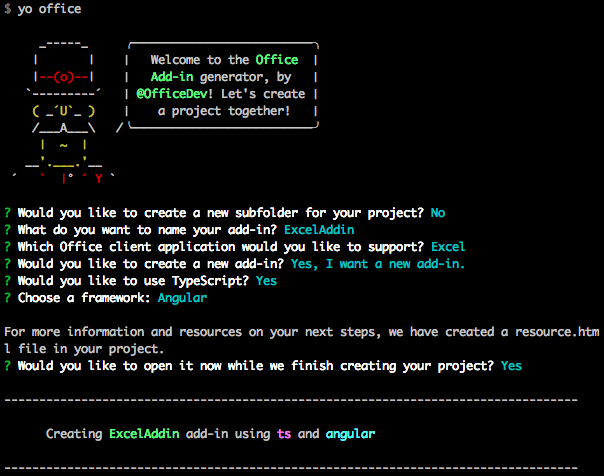 $ yo office
Welcome to the Office
Add-in generator, by
@OfficeDev! Let's create
a project together!
? Would you like to create a new subfolder for your project? No
? What do you want to name your add-in? ExcelAddin
? Which Office client application would you like to support? Excel
? Would you like to create a new add-in? Yes, I want a new add-in.
? Would you like to use TypeScript? Yes
? Choose a framework: Angular
For more information and resources on your next steps, we have created a resource.htm
l file in your project.
? Would you like to open it now while we finish creating your project? Yes
Creating ExcelAddin add-in using ts and angular